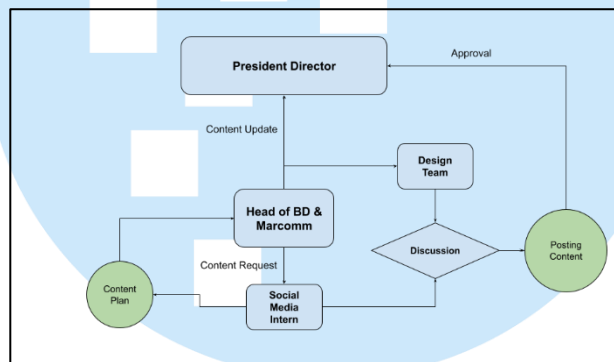 President Director
Approval
Content Update
Design
Team
Head of BD &
Marcomm
Discussion
Posting
Content
Content Request
Content
Plan
Social
Media
Intern